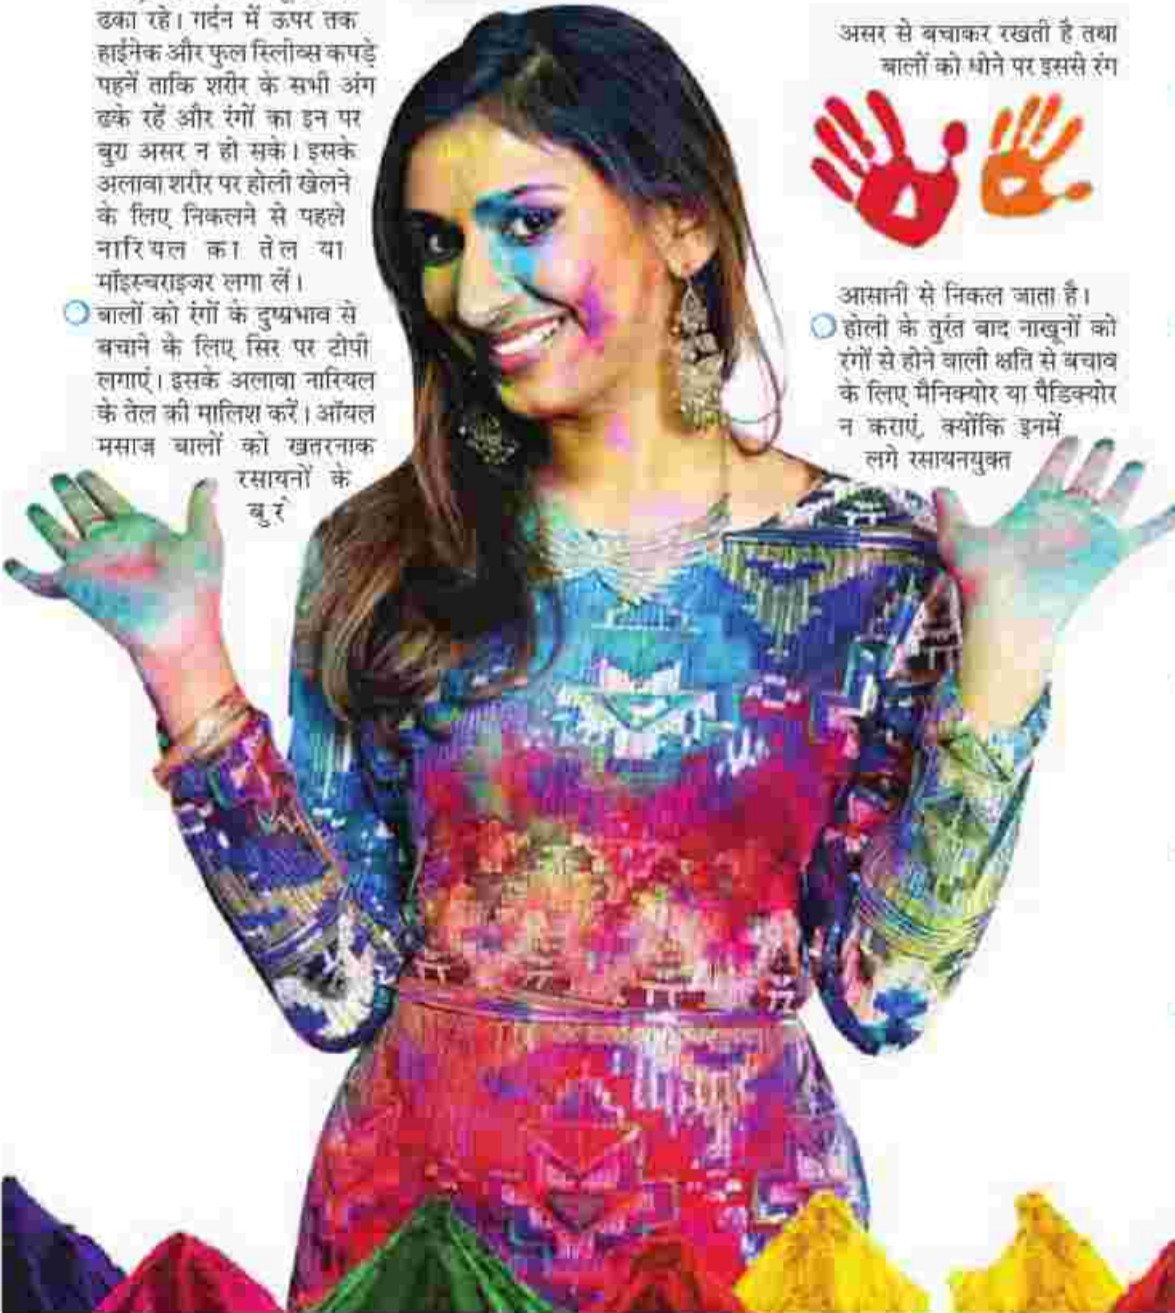 ढका रहे। गर्दन में ऊपर तक
हाईनेक और फुल स्लिीव्स कपड़े
पहनें ताकि शरीर के सभी अंग
ढके रहें और रंगों का इन पर
बुरा असर न हो सके। इसके
अलावा शरीर पर होली खेलने
के लिए निकलने से पहले
नारियल का तेल या
मॉइस्चराइजर लगा लें।
बालों को रंगों के दुष्प्रभाव से
बचाने के लिए सिर पर टोपी
लगाएं। इसके अलावा नारियल
के तेल की मालिश करें। ऑयल
मसाज बालों को खतरनाक
रसायनों के
बुरे
असर से बचाकर रखती है तथा
बालों को धोने पर इससे रंग
आसानी से निकल जाता है।
होली के तुरंत बाद नाखूनों को
रंगों से होने वाली क्षति से बचाव
के लिए मैनिक्योर या पैडिक्योर
न कराएं, क्योंकि इनमें
लगे रसायनयुक्त